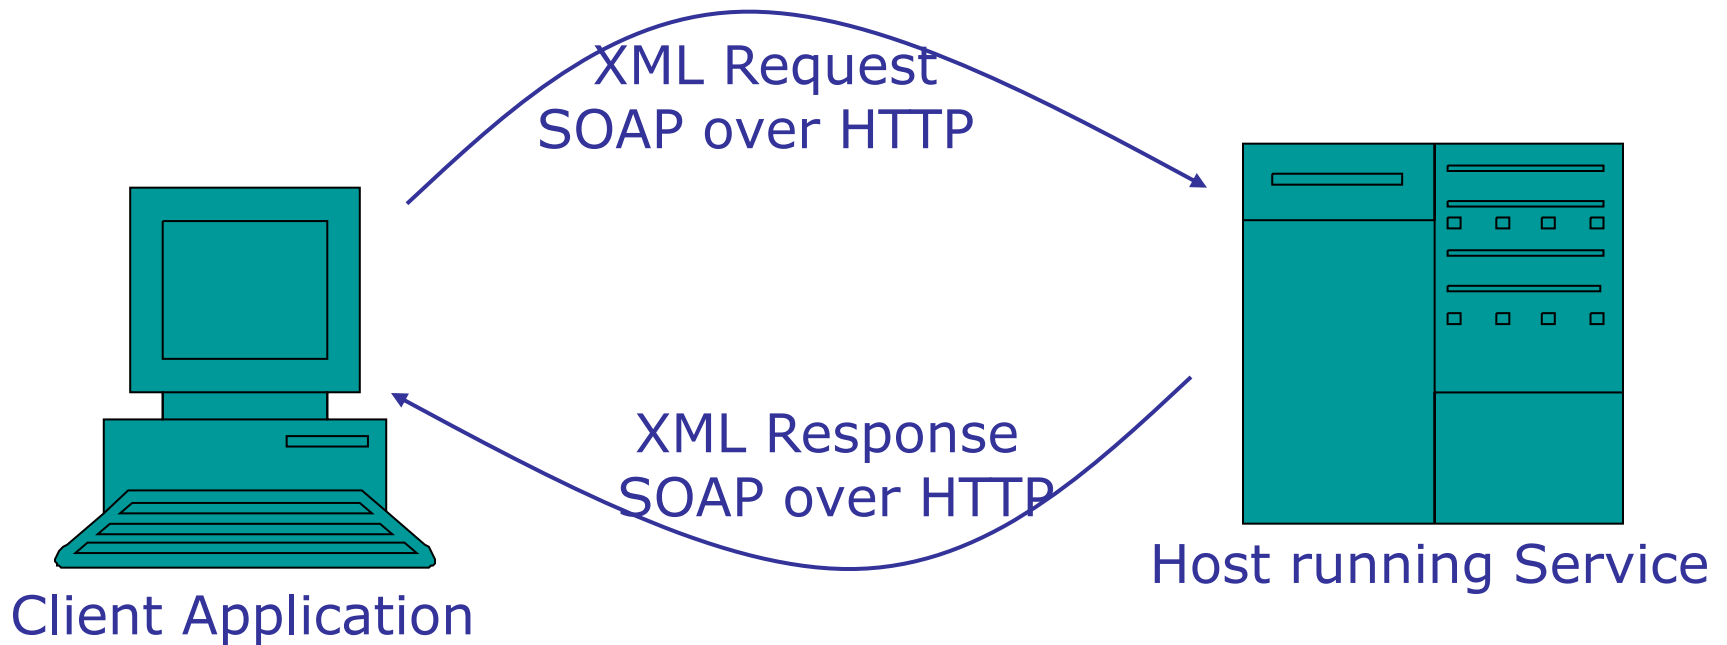 XML Request
SOAP over HTTP
XML Response
SOAP over HTTP
Host running Service
Client Application